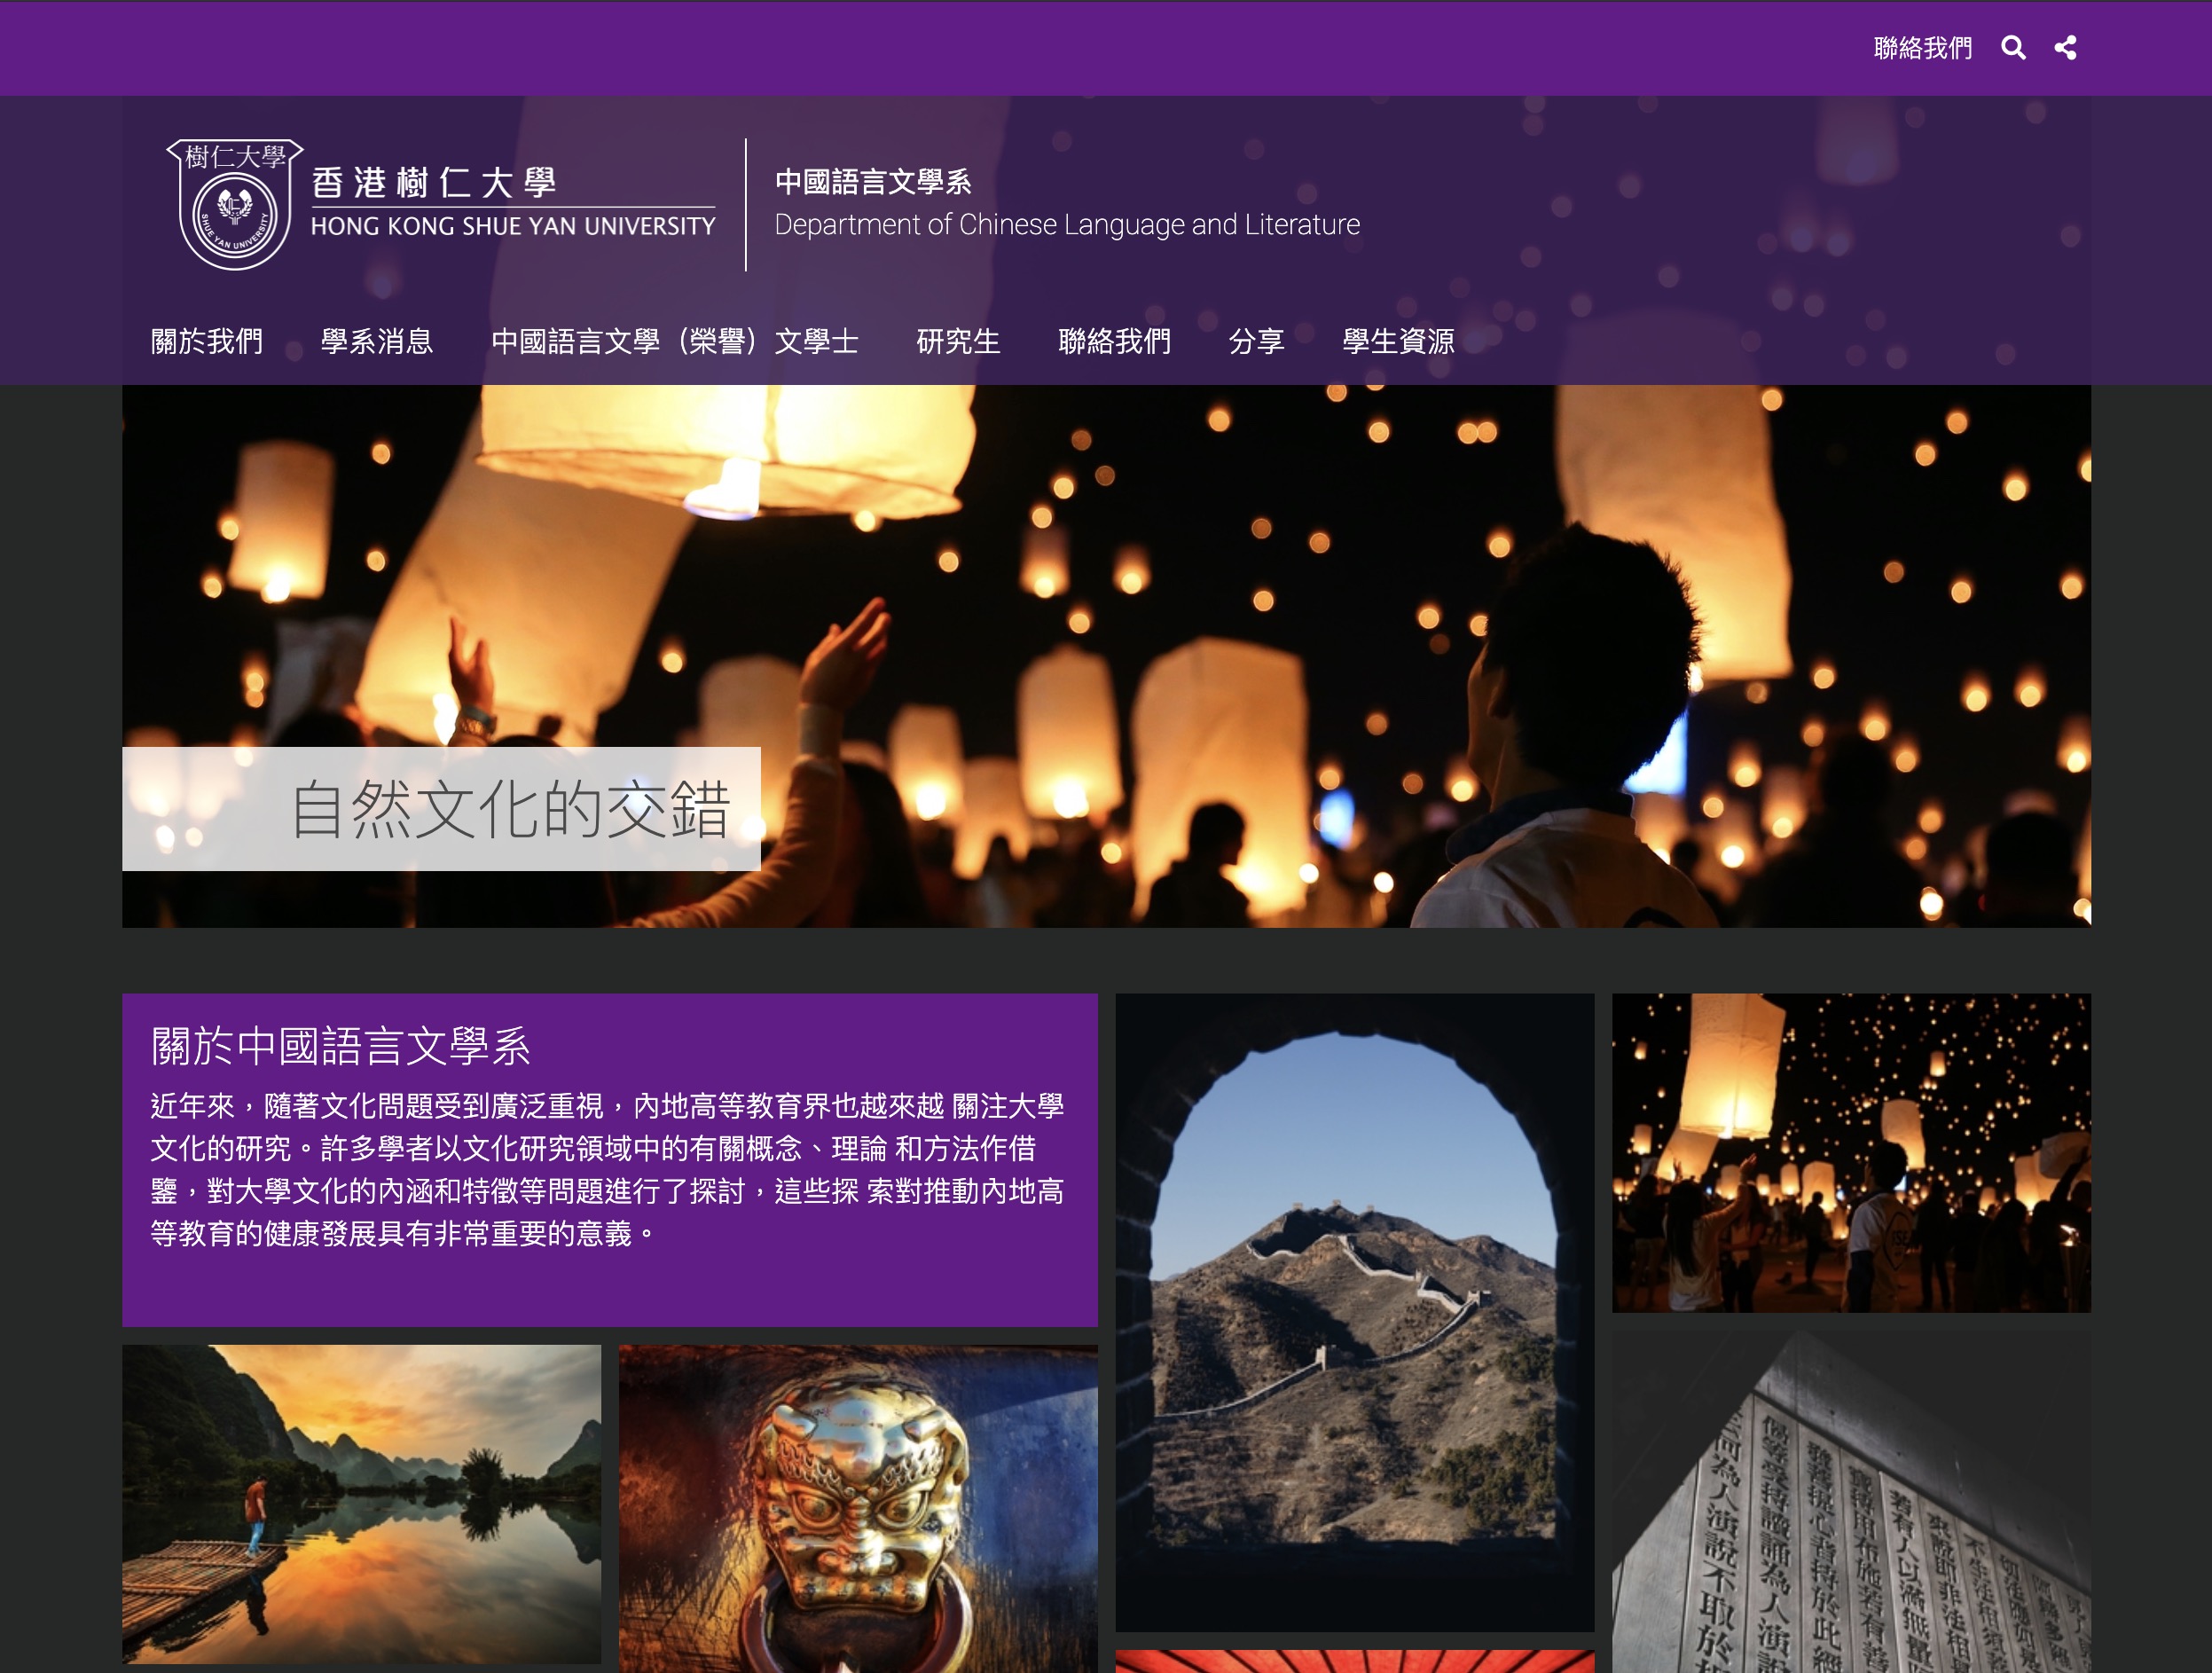 聯絡我們
樹仁大學
SHUE YAN UNIVERSITY
香港樹仁大學
HONG KONG SHUE YAN UNIVERSITY
中國語言文學系
Department of Chinese Language and Literature
關於我們 學系消息 中國語言文學（榮譽）文學士 研究生 聯絡我們 分享 學生資源
自然文化的交錯
關於中國語言文學系
近年來，隨著文化問題受到廣泛重視，內地高等教育界也越來越 關注大學
文化的研究。許多學者以文化研究領域中的有關概念、理論 和方法作借
鑒，對大學文化的內涵和特徵等問題進行了探討，這些探 索對推動內地高
等教育的健康發展具有非常重要的意義。